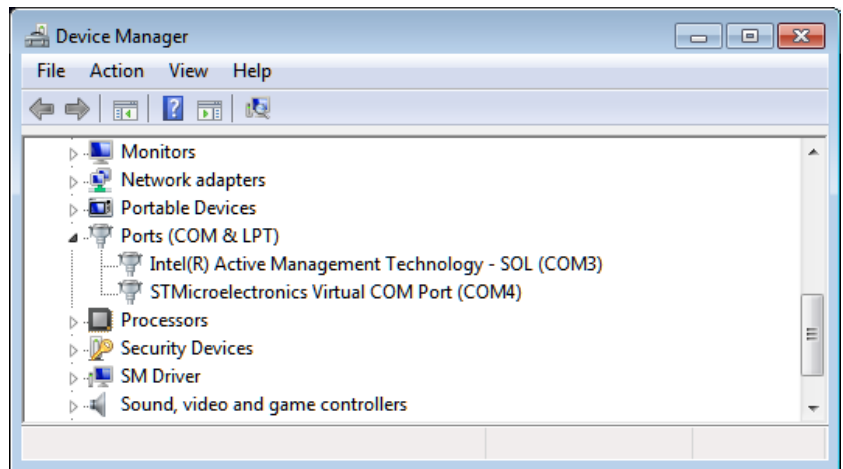 Device Manager
File Action View Help
Monitors
Network adapters
Portable Devices
Ports (COM & LPT)
Intel(R) Active Management Technology - SOL (COM3)
STMicroelectronics Virtual COM Port (COM4)
Processors
Security Devices
SM Driver
Sound, video and game controllers